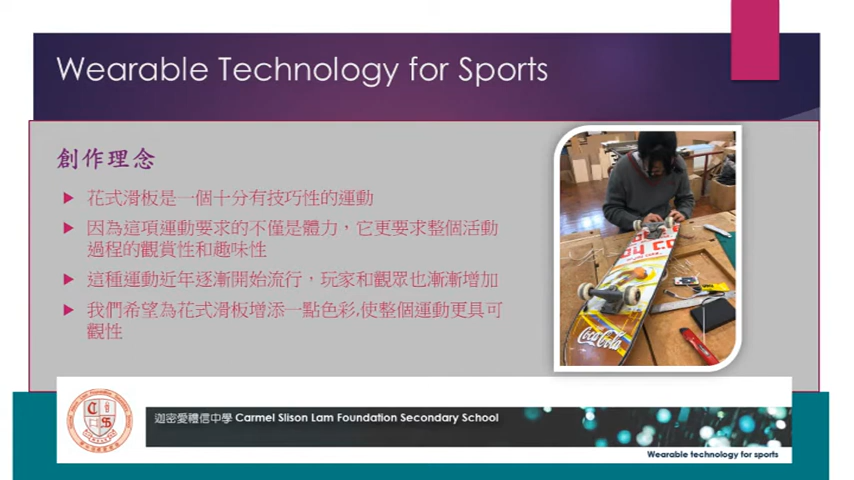 Wearable Technology for Sports
創作理念
花式滑板是一個十分有技巧性的運動
因為這項運動要求的不僅是體力，它更要求整個活動
過程的觀賞性和趣味性
這種運動近年逐漸開始流行，玩家和觀眾也漸漸增加
我們希望為花式滑板增添一點色彩,使整個運動更具可
觀性
Coca Cola
迦密愛禮信中學 Carmel Slison Lam Foundation Secondary School
Wearable technology for sports